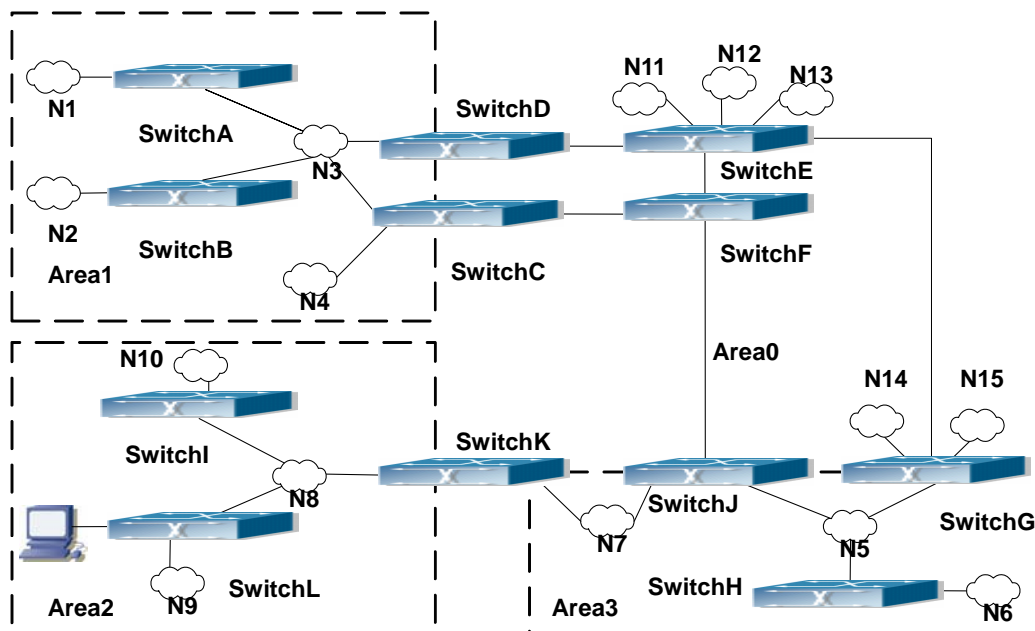 N1
SwitchA
N2
SwitchB
Area1
N3
N4
SwitchD
SwitchC
N11
N12
N13
SwitchE
SwitchF
Area0
N10
SwitchI
N8
SwitchK
N14
N15
SwitchJ
SwitchG
N7
N5
SwitchL
N9
Area2
Area3
SwitchH
N6